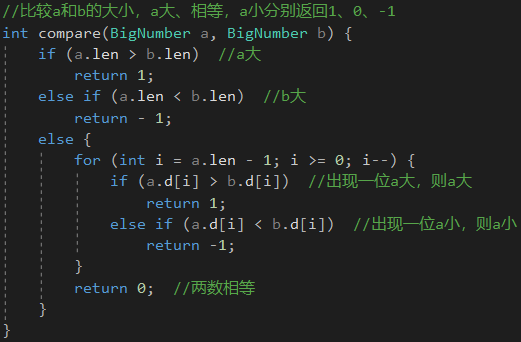 //比较a和b的大小，a大、相等，a小分别返回1、0、-1
int compare(BigNumber a, BigNumber b) {
    if (a.len > b.len)  //a大
        return 1;
    else if (a.len < b.len)  //b大
        return - 1;
    else {
        for (int i = a.len - 1; i >= 0; i--) {
            if (a.d[i] > b.d[i])  //出现一位a大，则a大
                return 1;
            else if (a.d[i] < b.d[i])  //出现一位a小，则a小
                return -1;
        }
        return 0;  //两数相等
    }
}